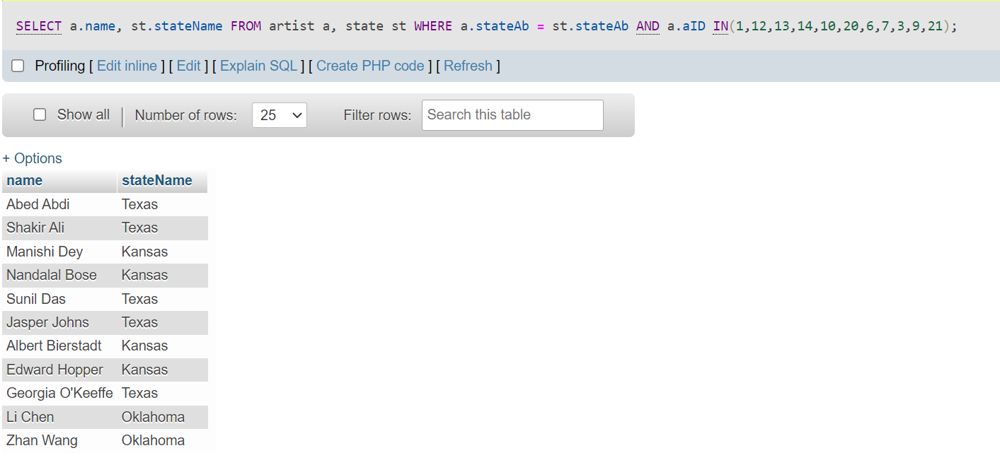 SELECT a.name, st.stateName FROM artist a, state st WHERE a.stateAb = st.stateAb AND a.aID IN(1,12,13,14,10,20,6,7,3,9,21);
Profiling [ Edit inline ] [ Edit ] [ Explain SQL ] [ Create PHP code ] [ Refresh ]
Show all Number of rows: 25 Filter rows: Search this table
+ Options
name stateName
Abed Abdi Texas
Shakir Ali Texas
Manishi Dey Kansas
Nandalal Bose Kansas
Sunil Das Texas
Jasper Johns Texas
Albert Bierstadt Kansas
Edward Hopper Kansas
Georgia O'Keeffe Texas
Li Chen Oklahoma
Zhan Wang Oklahoma